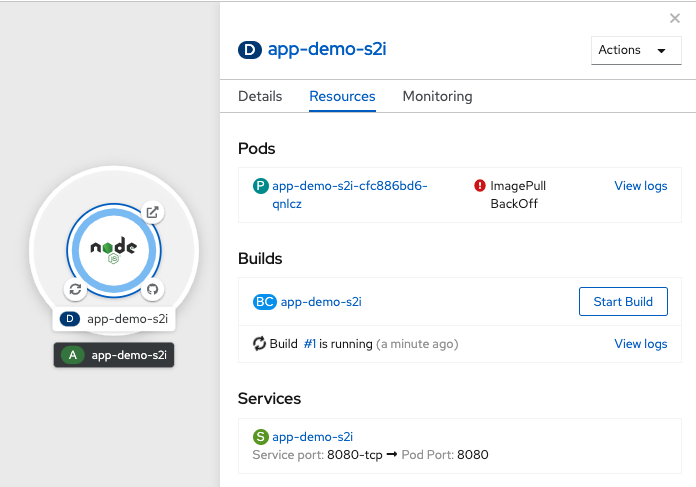 D app-demo-s2i
Actions
Details Resources Monitoring
Pods
P app-demo-s2i-cfc886bd6-
qnlcz
ImagePull
BackOff
View logs
Builds
BC app-demo-s2i
Start Build
Build #1 is running (a minute ago)
View logs
Services
S app-demo-s2i
Service port: 8080-tcp → Pod Port: 8080
node
JS
D app-demo-s2i
A app-demo-s2i